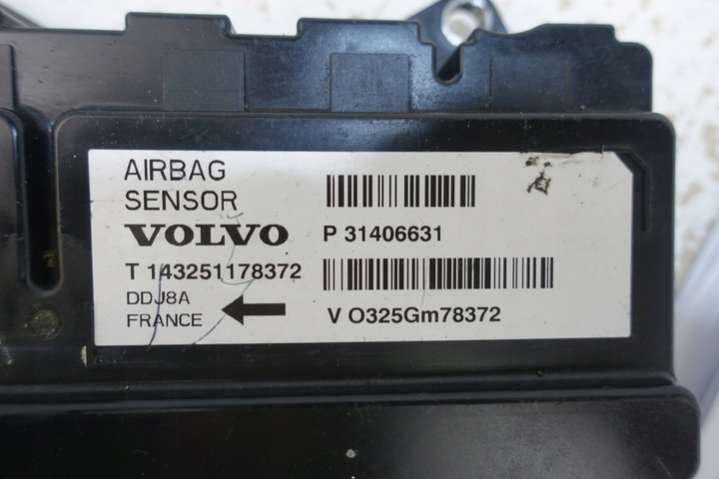 AIRBAG
SENSOR
VOLVO P 31406631
T 143251178372
DDJ8A
FRANCE V O325Gm78372